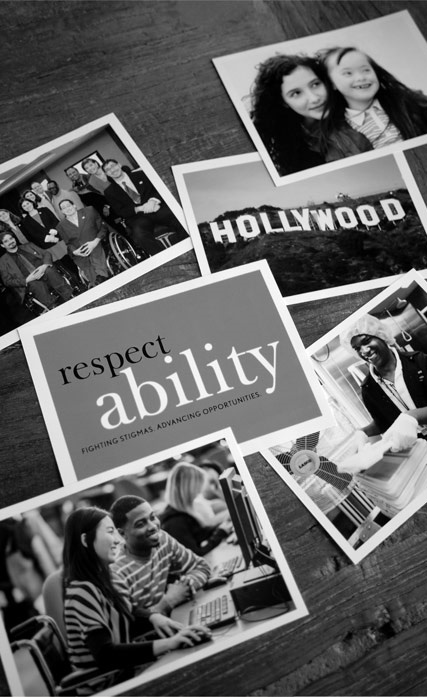 HOLLYWOOD
respect
ability
FIGHTING STIGMAS. ADVANCING OPPORTUNITIES.